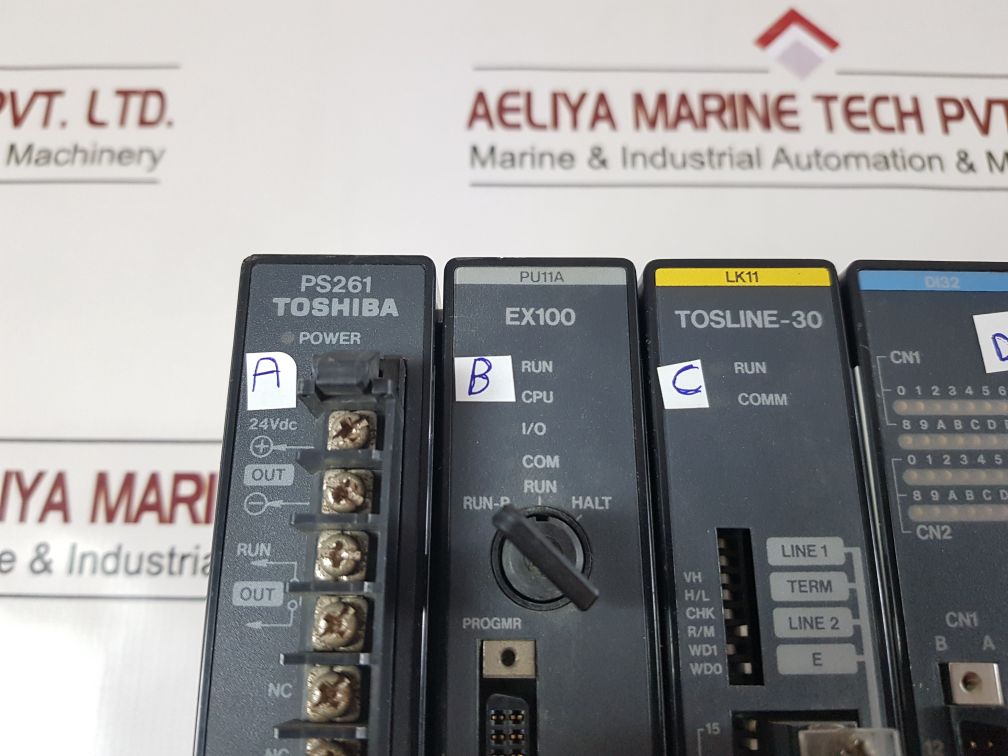 PVT. LTD.
Machinery
AELIYA MARINE TECH PVT
Marine & Industrial Automation & M
IYA MARI
e & Industria
PS261
TOSHIBA
POWER
A
24Vdc
OUT
RUN
OUT
NC
NC
PU11A
EX100
B
RUN
CPU
I/O
COM
RUN
RUN-P
HALT
PROGMR
LK11
TOSLINE-30
C
RUN
COMM
VH
H/L
CHK
R/M
WD1
WD0
LINE 1
TERM
LINE 2
E
15
DI32
D
CN1
0 1 2 3 4 5 6
8 9 A B C D E
0 1 2 3 4 5
8 9 A B C D
CN2
CN1
B A